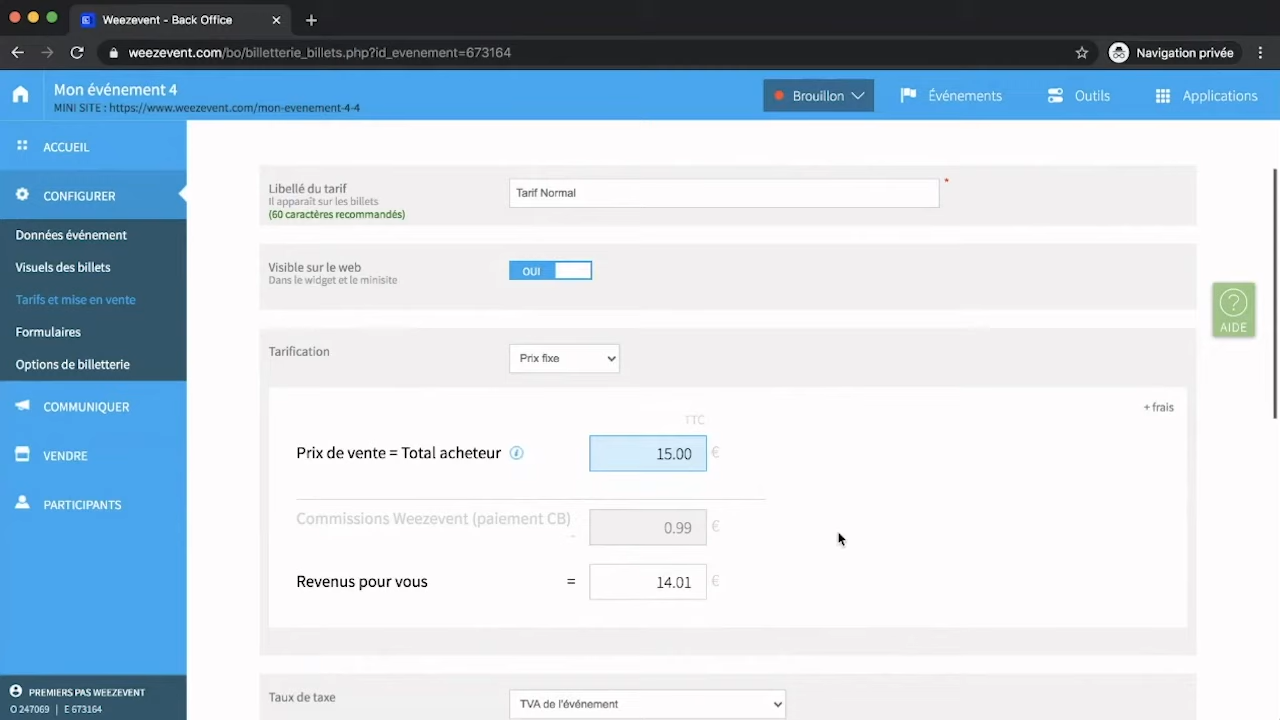 Weezevent - Back Office
weezevent.com/bo/billetterie_billets.php?id_evenement=673164
Navigation privée
Mon événement 4
MINI SITE : https://www.weezevent.com/mon-evenement-4-4
Brouillon
Événements
Outils
Applications
ACCUEIL
CONFIGURER
Données événement
Visuels des billets
Tarifs et mise en vente
Formulaires
Options de billetterie
COMMUNIQUER
VENDRE
PARTICIPANTS
PREMIERS PAS WEEZEVENT
O 247069 | E 673164
Libellé du tarif
Il apparaît sur les billets
(60 caractères recommandés)
Tarif Normal *
Visible sur le web
Dans le widget et le minisite
OUI
Tarification
Prix fixe
+ frais
TTC
Prix de vente = Total acheteur i 15.00 €
Commissions Weezevent (paiement CB) - 0.99 €
Revenus pour vous = 14.01 €
Taux de taxe
TVA de l'événement
?
AIDE